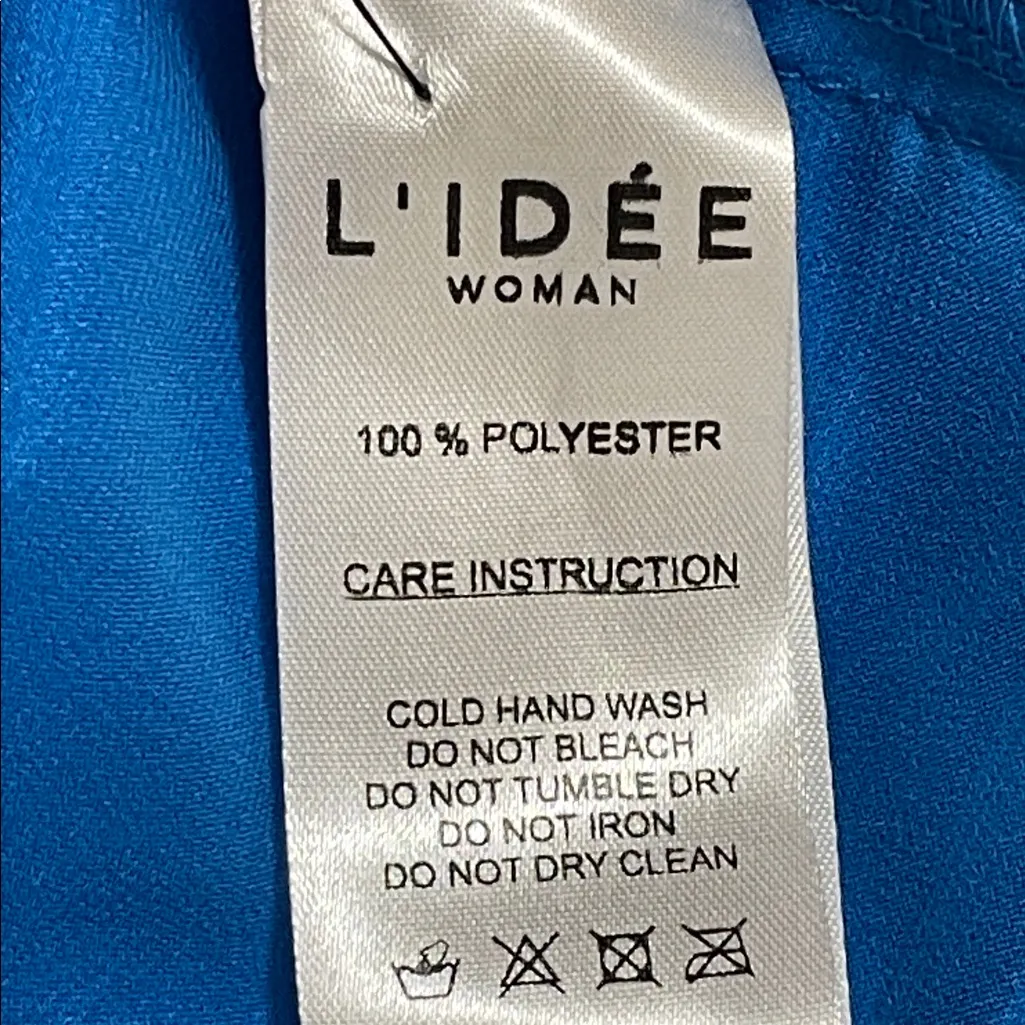 L'IDÉE
WOMAN
100 % POLYESTER
CARE INSTRUCTION
COLD HAND WASH
DO NOT BLEACH
DO NOT TUMBLE DRY
DO NOT IRON
DO NOT DRY CLEAN